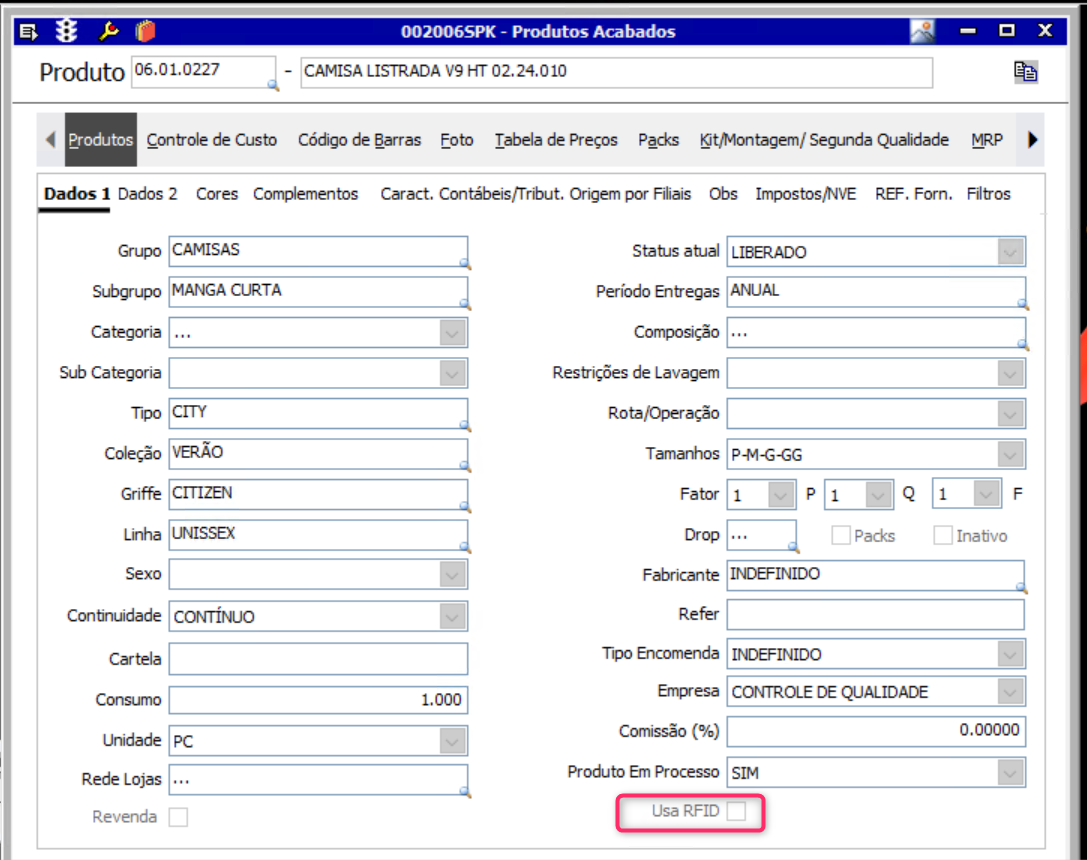 002006SPK - Produtos Acabados
Produto 06.01.0227 - CAMISA LISTRADA V9 HT 02.24.010
Produtos Controle de Custo Código de Barras Foto Tabela de Preços Packs Kit/Montagem/ Segunda Qualidade MRP
Dados 1 Dados 2 Cores Complementos Caract. Contábeis/Tribut. Origem por Filiais Obs Impostos/NVE REF. Forn. Filtros
Grupo CAMISAS Status atual LIBERADO
Subgrupo MANGA CURTA Período Entregas ANUAL
Categoria ... Composição ...
Sub Categoria Restrições de Lavagem
Tipo CITY Rota/Operação
Coleção VERÃO Tamanhos P-M-G-GG
Griffe CITIZEN Fator 1 P 1 Q 1 F
Linha UNISSEX Drop ... Packs Inativo
Sexo Fabricante INDEFINIDO
Continuidade CONTÍNUO Refer
Cartela Tipo Encomenda INDEFINIDO
Consumo 1.000 Empresa CONTROLE DE QUALIDADE
Unidade PC Comissão (%) 0.00000
Rede Lojas ... Produto Em Processo SIM
Revenda Usa RFID